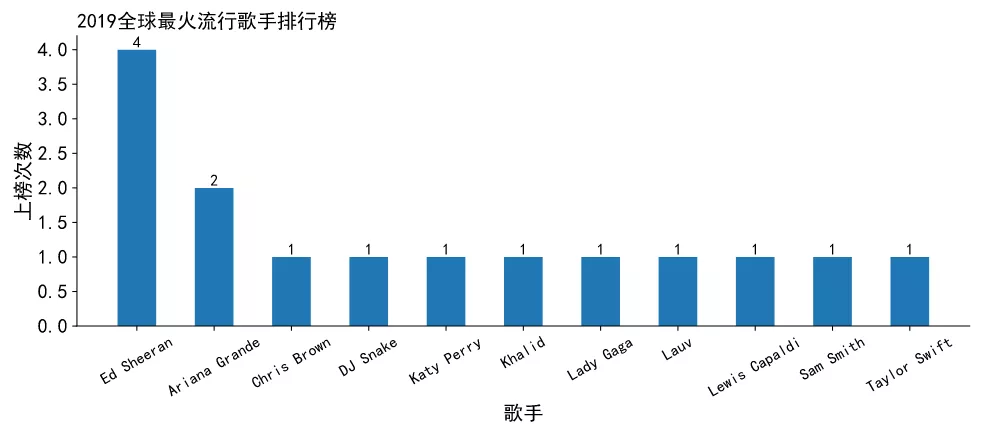 2019全球最火流行歌手排行榜
上榜次数
4.0
3.5
3.0
2.5
2.0
1.5
1.0
0.5
0.0
4
2
1
1
1
1
1
1
1
1
1
Ed Sheeran
Ariana Grande
Chris Brown
DJ Snake
Katy Perry
Khalid
Lady Gaga
Lauv
Lewis Capaldi
Sam Smith
Taylor Swift
歌手